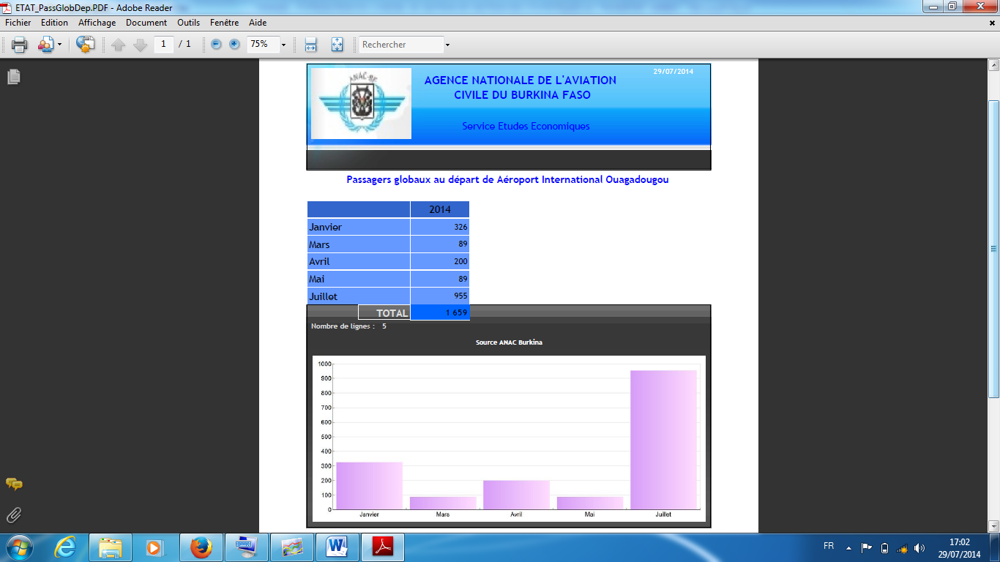 ETAT_PassGlobDep.PDF - Adobe Reader
Fichier Edition Affichage Document Outils Fenêtre Aide
1 / 1 75% Rechercher
ANAC-BF
29/07/2014
AGENCE NATIONALE DE L'AVIATION
CIVILE DU BURKINA FASO
Service Etudes Economiques
Passagers globaux au départ de Aéroport International Ouagadougou
2014
Janvier 326
Mars 89
Avril 200
Mai 89
Juillet 955
TOTAL 1 659
Nombre de lignes : 5
Source ANAC Burkina
1000
900
800
700
600
500
400
300
200
100
0
Janvier Mars Avril Mai Juillet
FR 17:02
29/07/2014